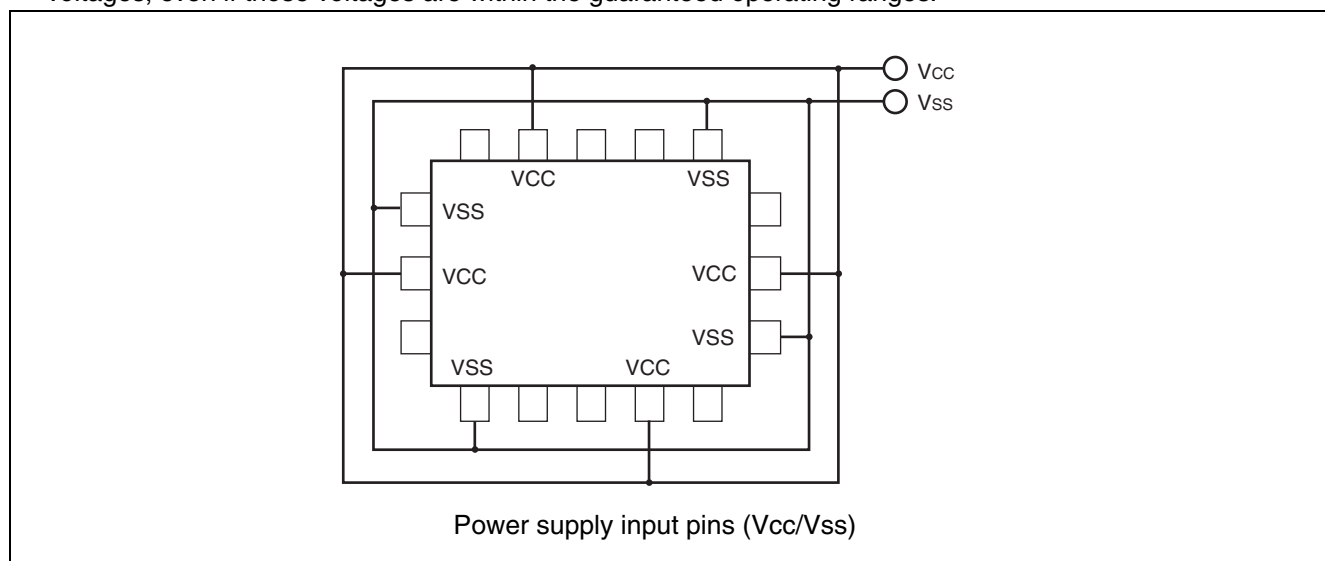 voltages, even if these voltages are within the guaranteed operating ranges.
Vcc
Vss
VCC
VSS
VSS
VCC
VCC
VSS
VSS
VCC
Power supply input pins (Vcc/Vss)